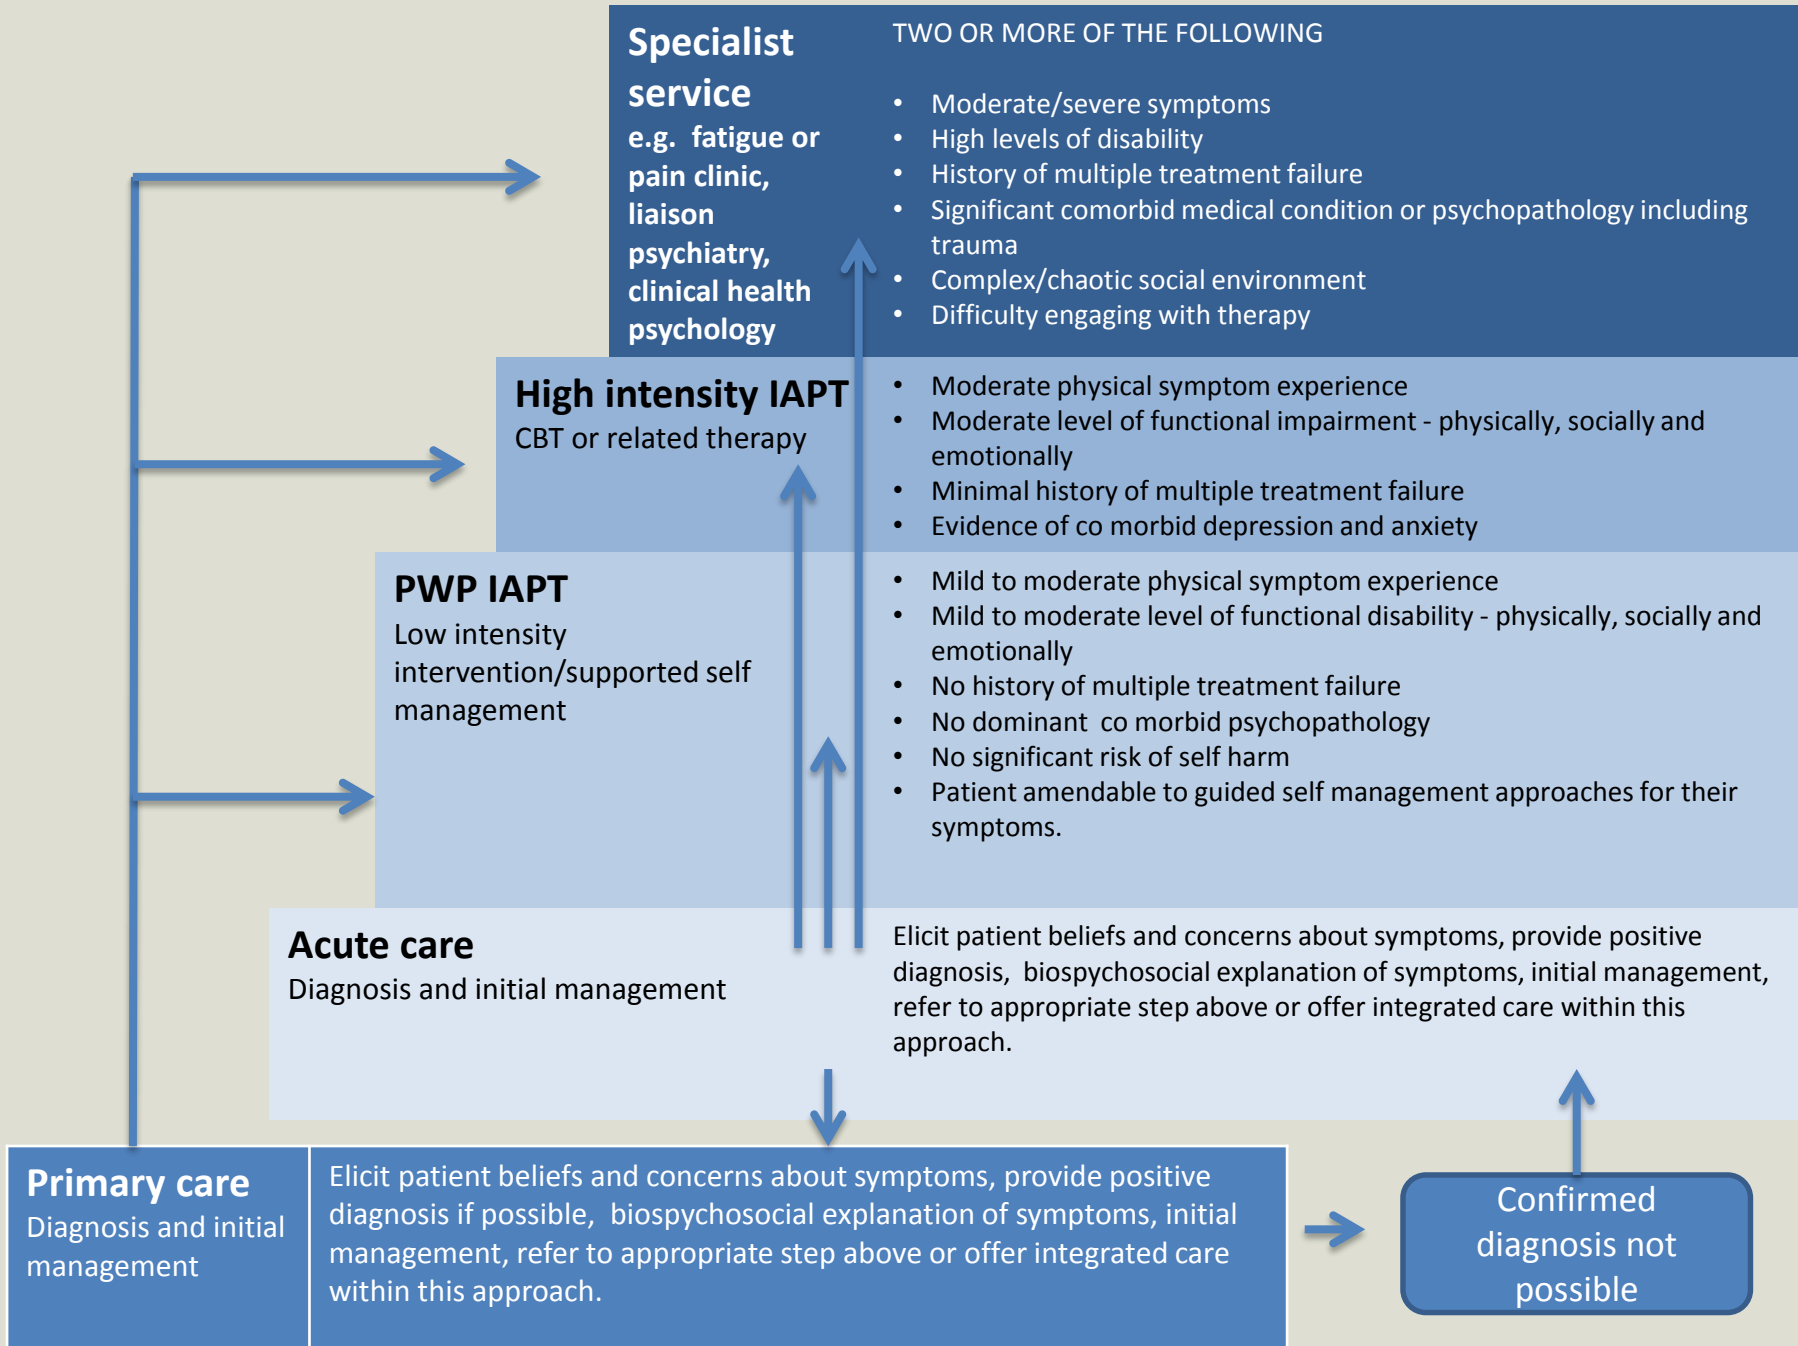 Specialist
service
e.g. fatigue or
pain clinic,
liaison
psychiatry,
clinical health
psychology
TWO OR MORE OF THE FOLLOWING
• Moderate/severe symptoms
• High levels of disability
• History of multiple treatment failure
• Significant comorbid medical condition or psychopathology including
trauma
• Complex/chaotic social environment
• Difficulty engaging with therapy
High intensity IAPT
CBT or related therapy
• Moderate physical symptom experience
• Moderate level of functional impairment - physically, socially and
emotionally
• Minimal history of multiple treatment failure
• Evidence of co morbid depression and anxiety
PWP IAPT
Low intensity
intervention/supported self
management
• Mild to moderate physical symptom experience
• Mild to moderate level of functional disability - physically, socially and
emotionally
• No history of multiple treatment failure
• No dominant co morbid psychopathology
• No significant risk of self harm
• Patient amendable to guided self management approaches for their
symptoms.
Acute care
Diagnosis and initial management
Elicit patient beliefs and concerns about symptoms, provide positive
diagnosis, biospychosocial explanation of symptoms, initial management,
refer to appropriate step above or offer integrated care within this
approach.
Primary care
Diagnosis and initial
management
Elicit patient beliefs and concerns about symptoms, provide positive
diagnosis if possible, biospychosocial explanation of symptoms, initial
management, refer to appropriate step above or offer integrated care
within this approach.
Confirmed
diagnosis not
possible